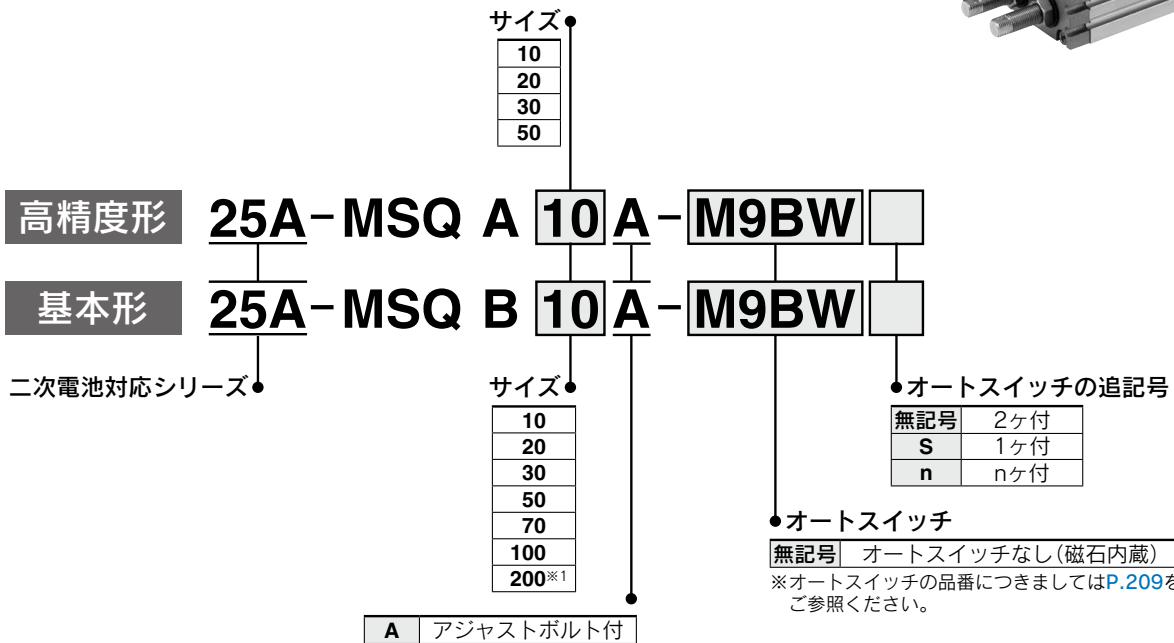 サイズ
10
20
30
50
高精度形 25A-MSQ A 10 A-M9BW
基本形 25A-MSQ B 10 A-M9BW
二次電池対応シリーズ
サイズ
10
20
30
50
70
100
200※1
A アジャストボルト付
オートスイッチの追記号
無記号 2ヶ付
S 1ヶ付
n nヶ付
オートスイッチ
無記号 オートスイッチなし(磁石内蔵)
※オートスイッチの品番につきましてはP.209を
ご参照ください。